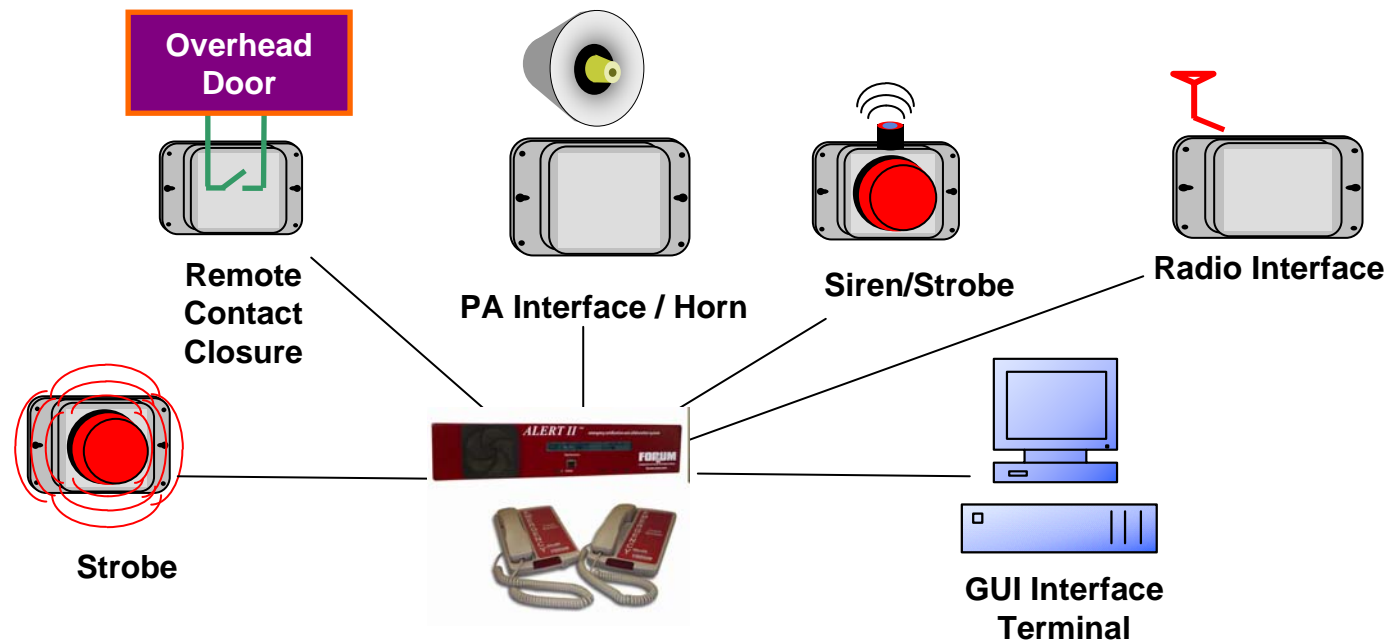 Overhead
Door
Remote
Contact
Closure
PA Interface / Horn
Siren/Strobe
Radio Interface
Strobe
ALERT II ™
FORUM
GUI Interface
Terminal